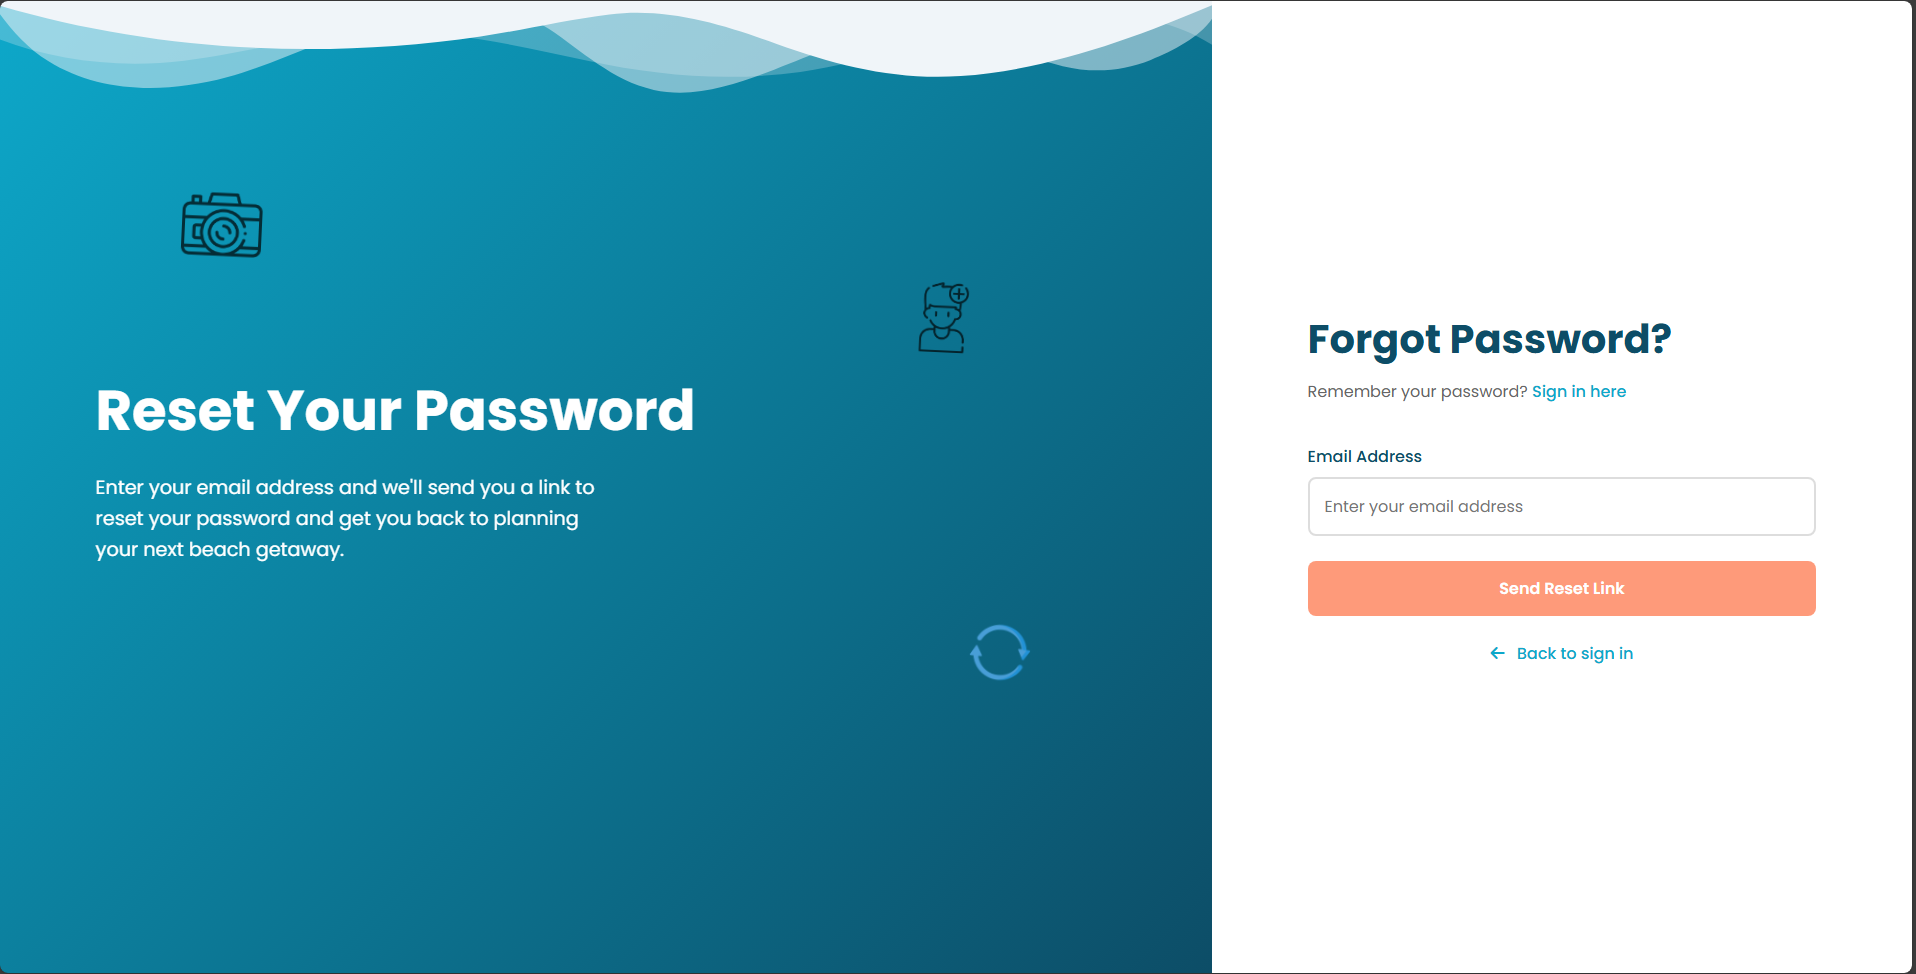 Reset Your Password
Enter your email address and we'll send you a link to
reset your password and get you back to planning
your next beach getaway.
Forgot Password?
Remember your password? Sign in here
Email Address
Enter your email address
Send Reset Link
Back to sign in